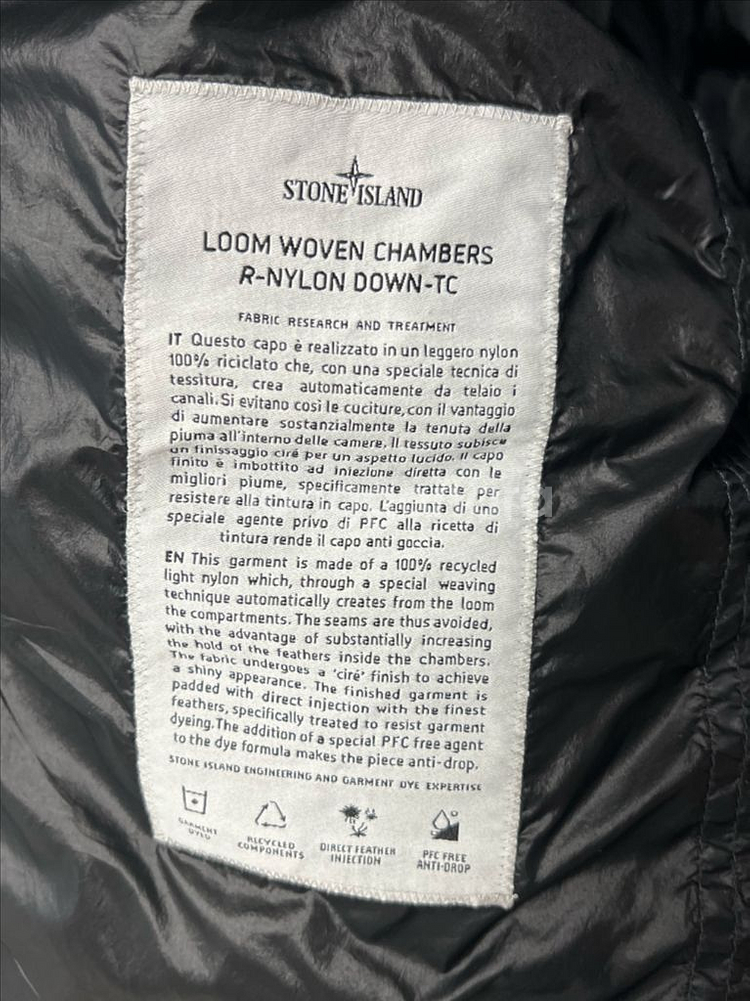 STONE ISLAND
LOOM WOVEN CHAMBERS
R-NYLON DOWN-TC
FABRIC RESEARCH AND TREATMENT
IT Questo capo è realizzato in un leggero nylon
100% riciclato che, con una speciale tecnica di
tessitura, crea automaticamente da telaio i
canali. Si evitano così le cuciture, con il vantaggio
di aumentare sostanzialmente la tenuta della
piuma all'interno delle camere. Il tessuto subisce
un finissaggio ciré per un aspetto lucido. Il capo
finito è imbottito ad iniezione diretta con le
migliori piume, specificamente trattate per
resistere alla tintura in capo. L'aggiunta di uno
speciale agente privo di PFC alla ricetta di
tintura rende il capo anti goccia.
EN This garment is made of a 100% recycled
light nylon which, through a special weaving
technique automatically creates from the loom
the compartments. The seams are thus avoided,
with the advantage of substantially increasing
the hold of the feathers inside the chambers.
The fabric undergoes a 'ciré' finish to achieve
a shiny appearance. The finished garment is
padded with direct injection with the finest
feathers, specifically treated to resist garment
dyeing. The addition of a special PFC free agent
to the dye formula makes the piece anti-drop.
STONE ISLAND ENGINEERING AND GARMENT DYE EXPERTISE
GARMENT
DYED
RECYCLED
COMPONENTS
DIRECT FEATHER
INJECTION
PFC FREE
ANTI-DROP